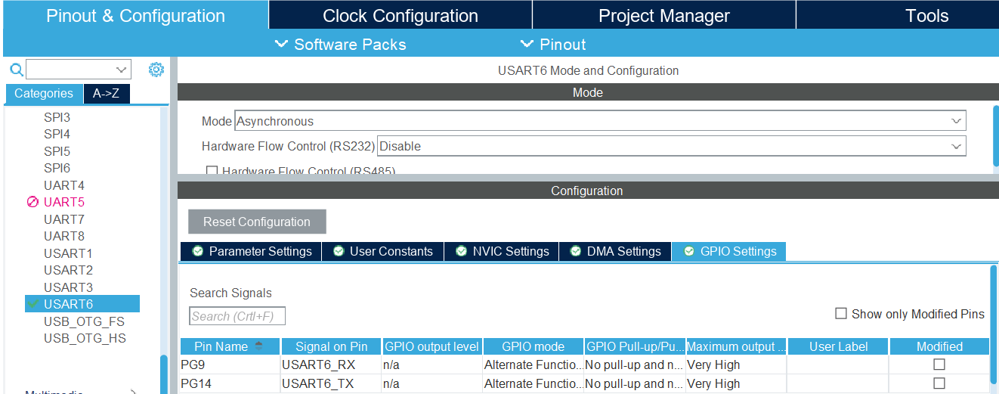 Pinout & Configuration Clock Configuration Project Manager Tools
Software Packs Pinout
USART6 Mode and Configuration
Categories A->Z
Mode
SPI3
SPI4
SPI5
SPI6
UART4
UART5
UART7
UART8
USART1
USART2
USART3
USART6
USB_OTG_FS
USB_OTG_HS
Multimedia
Mode Asynchronous
Hardware Flow Control (RS232) Disable
Hardware Flow Control (RS485)
Configuration
Reset Configuration
Parameter Settings User Constants NVIC Settings DMA Settings GPIO Settings
Search Signals
Search (Crtl+F)
Show only Modified Pins
Pin Name Signal on Pin GPIO output level GPIO mode GPIO Pull-up/Pu... Maximum output ... User Label Modified
PG9 USART6_RX n/a Alternate Functio... No pull-up and n... Very High
PG14 USART6_TX n/a Alternate Functio... No pull-up and n... Very High